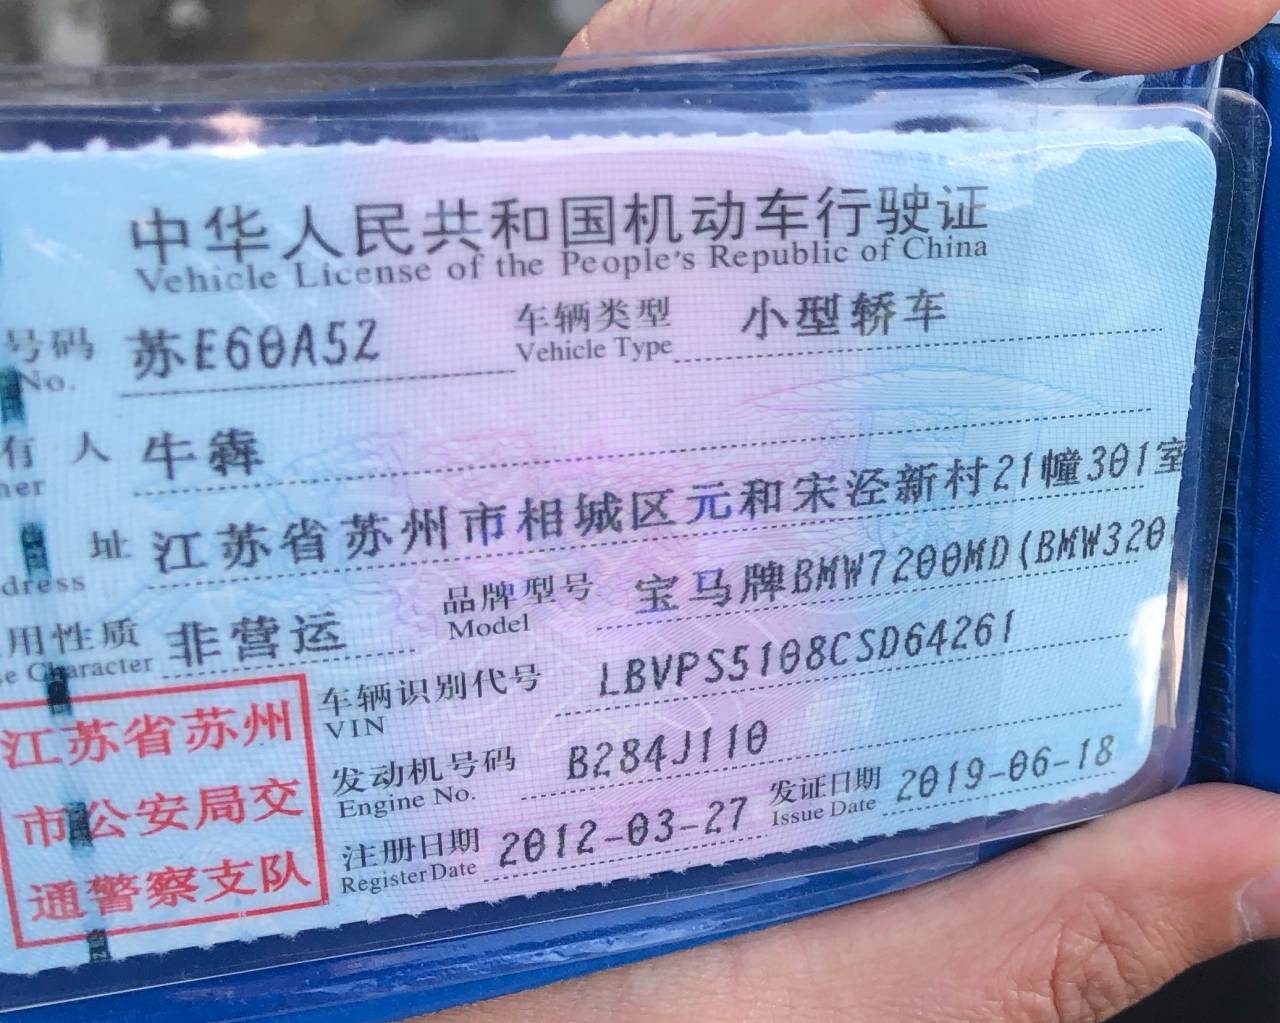 中华人民共和国机动车行驶证
Vehicle License of the People's Republic of China
号码 苏E60A5Z 车辆类型 小型轿车
No. Vehicle Type
有人 牛犇
ner
址 江苏省苏州市相城区元和宋泾新村21幢301室
dress
品牌型号 宝马牌BMW7200MD(BMW320
Model
用性质 非营运
e Character
车辆识别代号 LBVPS5108CSD64261
VIN
发动机号码 B284J110
Engine No.
注册日期 2012-03-27 发证日期 2019-06-18
Register Date Issue Date
江苏省苏州
市公安局交
通警察支队